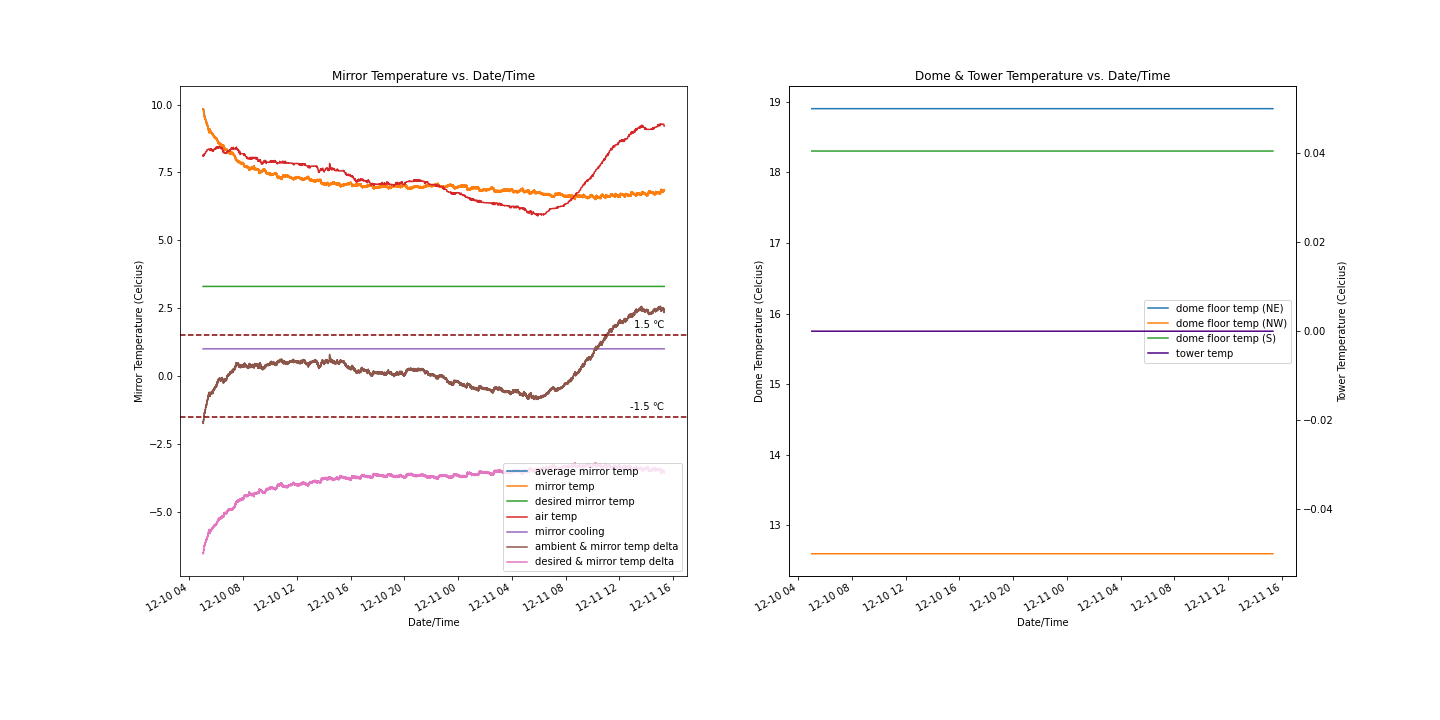 Mirror Temperature vs. Date/Time
10.0
7.5
5.0
2.5
0.0
−2.5
−5.0
Mirror Temperature (Celcius)
1.5 °C
-1.5 °C
average mirror temp
mirror temp
desired mirror temp
air temp
mirror cooling
ambient & mirror temp delta
desired & mirror temp delta
12-10 04
12-10 08
12-10 12
12-10 16
12-10 20
12-11 00
12-11 04
12-11 08
12-11 12
12-11 16
Date/Time
Dome & Tower Temperature vs. Date/Time
19
18
17
16
15
14
13
Dome Temperature (Celcius)
dome floor temp (NE)
dome floor temp (NW)
dome floor temp (S)
tower temp
0.04
0.02
0.00
−0.02
−0.04
Tower Temperature (Celcius)
12-10 04
12-10 08
12-10 12
12-10 16
12-10 20
12-11 00
12-11 04
12-11 08
12-11 12
12-11 16
Date/Time